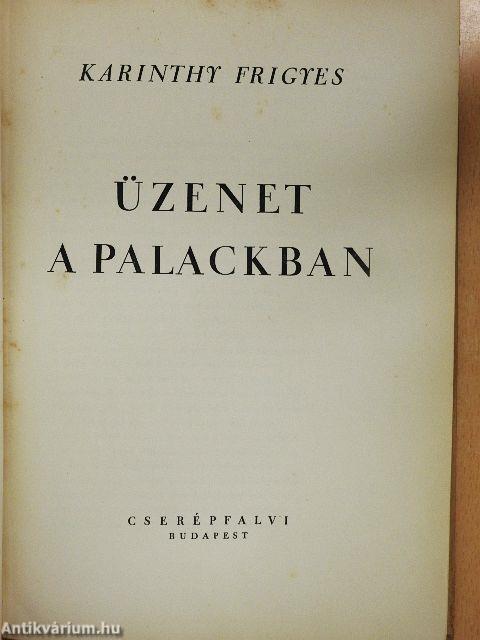 KARINTHY FRIGYES
ÜZENET
A PALACKBAN
CSERÉPFALVI
BUDAPEST
Antikvárium.hu